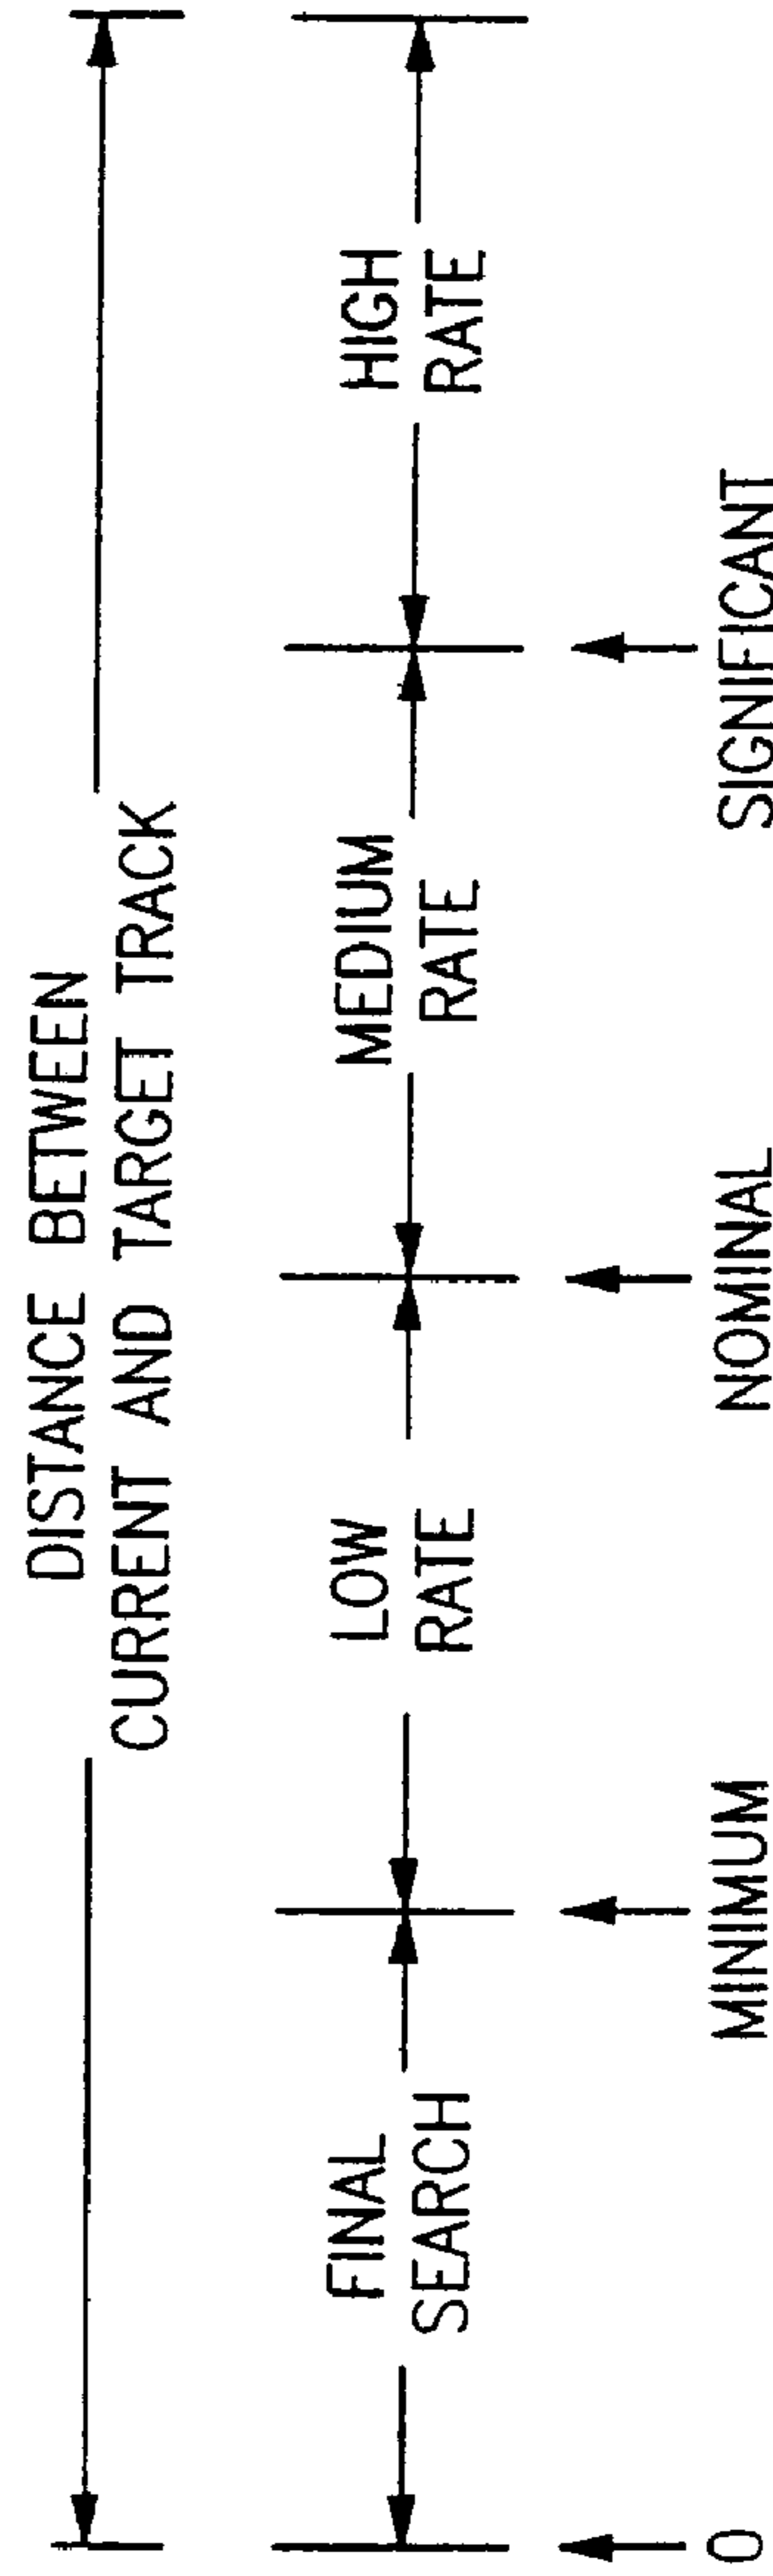 DISTANCE BETWEEN
CURRENT AND TARGET TRACK
FINAL
SEARCH
LOW
RATE
MEDIUM
RATE
HIGH
RATE
0
MINIMUM
NOMINAL
SIGNIFICANT